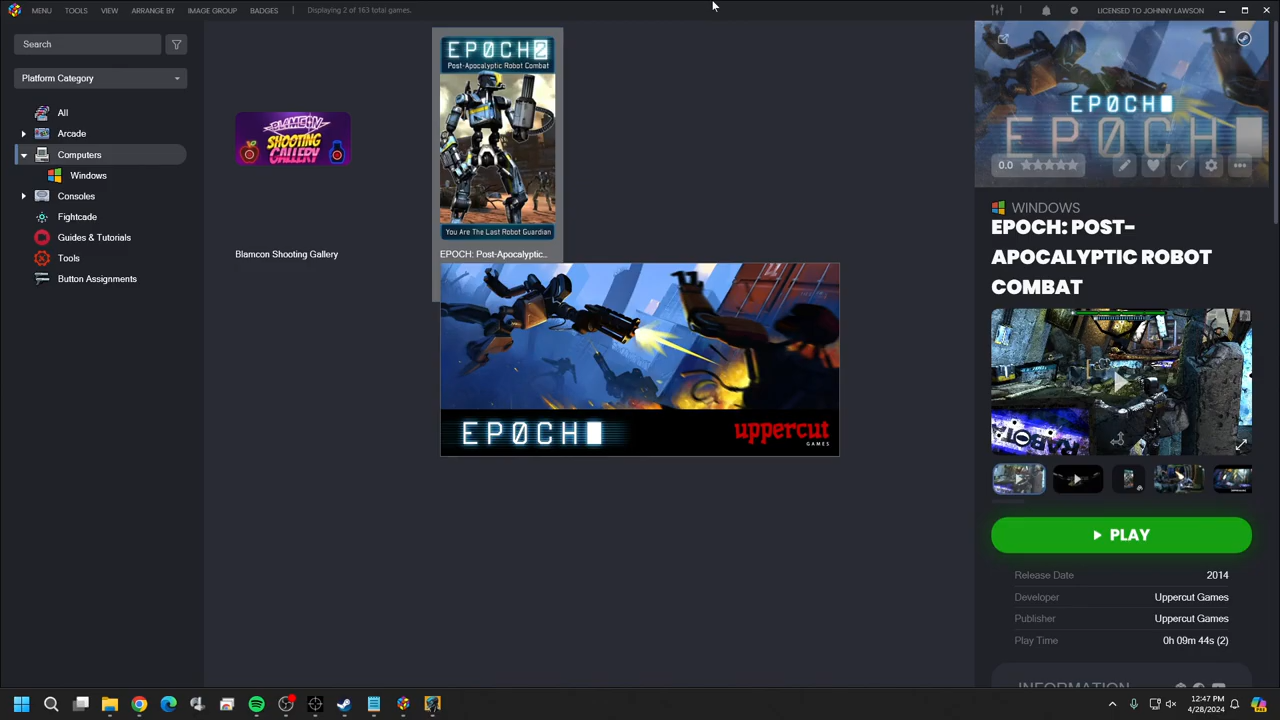 MENU TOOLS VIEW ARRANGE BY IMAGE GROUP BADGES Displaying 2 of 163 total games. LICENSED TO JOHNNY LAWSON
Search
Platform Category
All
Arcade
Computers
Windows
Consoles
Fightcade
Guides & Tutorials
Tools
Button Assignments
BLAMCON
SHOOTING
GALLERY
Blamcon Shooting Gallery
EPOCH2
Post-Apocalyptic Robot Combat
You Are The Last Robot Guardian
EPOCH: Post-Apocalyptic...
EPOCH
uppercut
GAMES
EPOCH
EPOCH
0.0
WINDOWS
EPOCH: POST-
APOCALYPTIC ROBOT
COMBAT
PLAY
Release Date 2014
Developer Uppercut Games
Publisher Uppercut Games
Play Time 0h 09m 44s (2)
INFORMATION
12:47 PM
4/28/2024